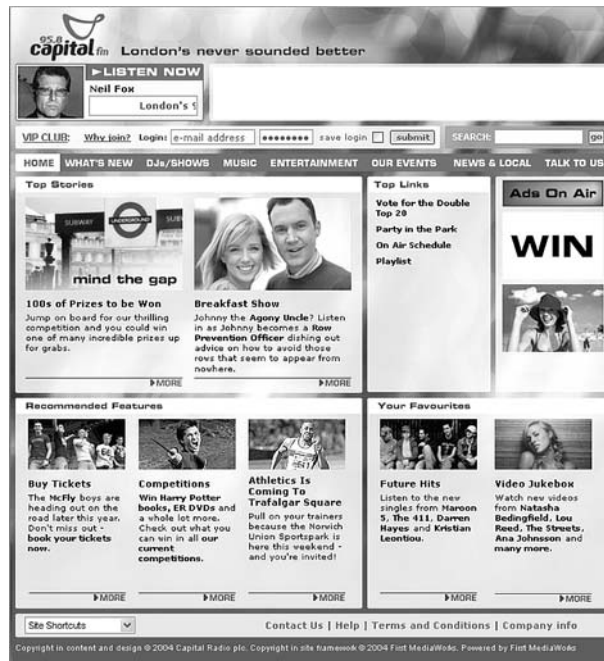 95.8
capital fm London's never sounded better
LISTEN NOW
Neil Fox
London's
VIP CLUB: Why join? Login: e-mail address ******** save login submit SEARCH: go
HOME WHAT'S NEW DJs/SHOWS MUSIC ENTERTAINMENT OUR EVENTS NEWS & LOCAL TALK TO US
Top Stories
SUBWAY UNDERGROUND SUB
mind the gap
100s of Prizes to be Won
Jump on board for our thrilling
competition and you could win
one of many incredible prizes up
for grabs.
MORE
Breakfast Show
Johnny the Agony Uncle? Listen
in as Johnny becomes a Row
Prevention Officer dishing out
advice on how to avoid those
rows that seem to appear from
nowhere.
MORE
Top Links
Vote for the Double
Top 20
Party in the Park
On Air Schedule
Playlist
Ads On Air
WIN
Recommended Features
Buy Tickets
The McFly boys are
heading out on the
road later this year.
Don't miss out -
book your tickets
now.
MORE
Competitions
Win Harry Potter
books, ER DVDs and
a whole lot more.
Check out what you
can win in all our
current
competitions.
MORE
Athletics Is
Coming To
Trafalgar Square
Pull on your trainers
because the Norwich
Union Sportspark is
here this weekend -
and you're invited!
MORE
Your Favourites
Future Hits
Listen to the new
singles from Maroon
5, The 411, Darren
Hayes and Kristian
Leontiou.
MORE
Video Jukebox
Watch new videos
from Natasha
Bedingfield, Lou
Reed, The Streets,
Ana Johnsson and
many more.
MORE
Site Shortcuts
Contact Us | Help | Terms and Conditions | Company info
Copyright in content and design © 2004 Capital Radio plc. Copyright in site framework © 2004 First MediaWorks. Powered by First MediaWorks